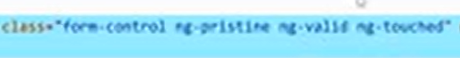 class="form-control ng-pristine ng-valid ng-touched"